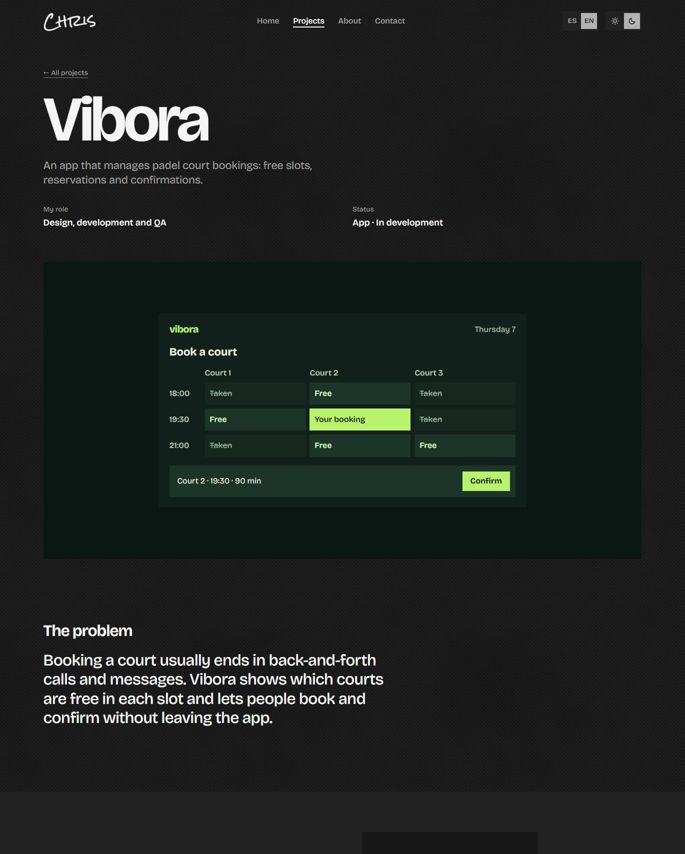 CHRIS
Home Projects About Contact
ES EN
← All projects
Vibora
An app that manages padel court bookings: free slots,
reservations and confirmations.
My role
Design, development and QA
Status
App · In development
vibora
Thursday 7
Book a court
Court 1 Court 2 Court 3
18:00 Taken Free Taken
19:30 Free Your booking Taken
21:00 Taken Free Free
Court 2 · 19:30 · 90 min
Confirm
The problem
Booking a court usually ends in back-and-forth
calls and messages. Vibora shows which courts
are free in each slot and lets people book and
confirm without leaving the app.